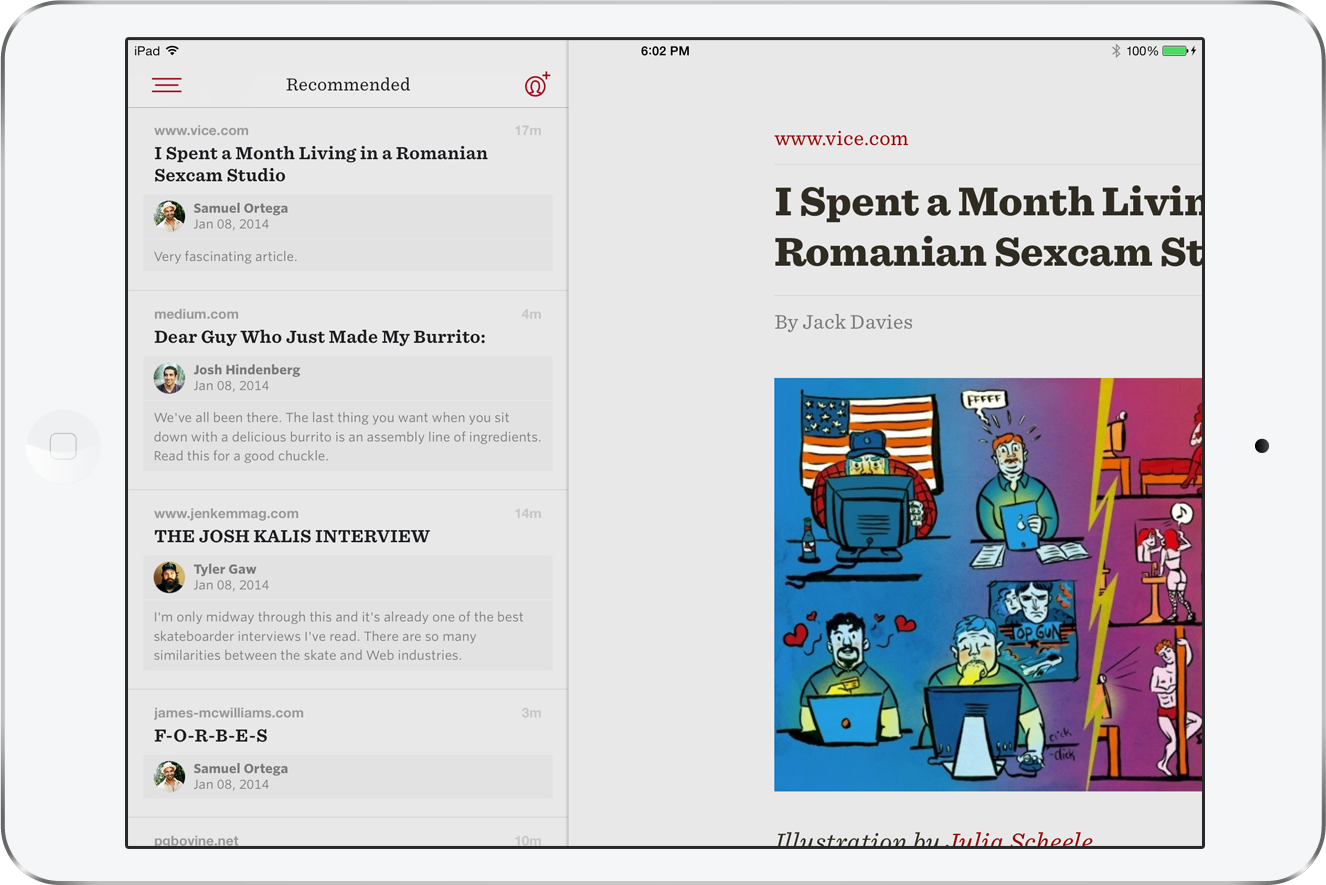 iPad
6:02 PM
100%
Recommended
www.vice.com
17m
I Spent a Month Living in a Romanian
Sexcam Studio
Samuel Ortega
Jan 08, 2014
Very fascinating article.
medium.com
4m
Dear Guy Who Just Made My Burrito:
Josh Hindenberg
Jan 08, 2014
We've all been there. The last thing you want when you sit
down with a delicious burrito is an assembly line of ingredients.
Read this for a good chuckle.
www.jenkemmag.com
14m
THE JOSH KALIS INTERVIEW
Tyler Gaw
Jan 08, 2014
I'm only midway through this and it's already one of the best
skateboarder interviews I've read. There are so many
similarities between the skate and Web industries.
james-mcwilliams.com
3m
F-O-R-B-E-S
Samuel Ortega
Jan 08, 2014
pgbovine.net
10m
www.vice.com
I Spent a Month Livin
Romanian Sexcam St
By Jack Davies
FFFFF
TOP GUN
click
-click
Illustration by Julia Scheele